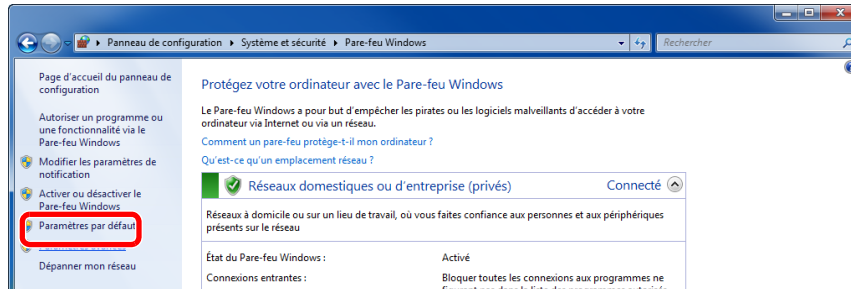 Panneau de configuration ▸ Système et sécurité ▸ Pare-feu Windows
Rechercher
Page d'accueil du panneau de
configuration
Autoriser un programme ou
une fonctionnalité via le
Pare-feu Windows
Modifier les paramètres de
notification
Activer ou désactiver le
Pare-feu Windows
Paramètres par défaut
Dépanner mon réseau
Protégez votre ordinateur avec le Pare-feu Windows
Le Pare-feu Windows a pour but d'empêcher les pirates ou les logiciels malveillants d'accéder à votre
ordinateur via Internet ou via un réseau.
Comment un pare-feu protège-t-il mon ordinateur ?
Qu'est-ce qu'un emplacement réseau ?
Réseaux domestiques ou d'entreprise (privés) Connecté
Réseaux à domicile ou sur un lieu de travail, où vous faites confiance aux personnes et aux périphériques
présents sur le réseau
État du Pare-feu Windows : Activé
Connexions entrantes : Bloquer toutes les connexions aux programmes ne